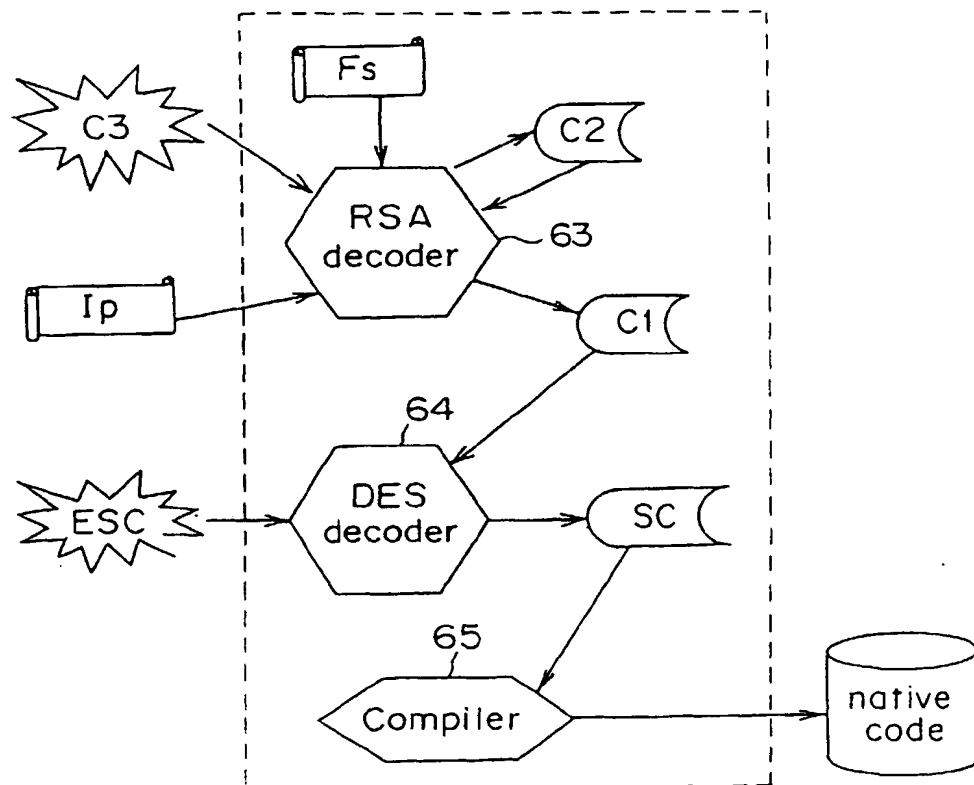 Fs
C3
C2
RSA
decoder
63
Ip
C1
64
ESC
DES
decoder
SC
65
Compiler
native
code